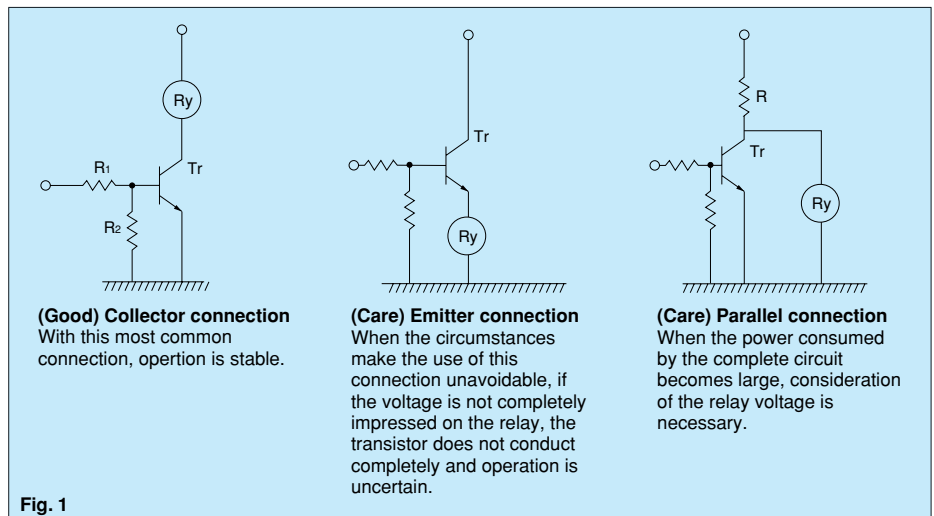 Ry
Tr
R1
R2
(Good) Collector connection
With this most common
connection, opertion is stable.
Tr
Ry
(Care) Emitter connection
When the circumstances
make the use of this
connection unavoidable, if
the voltage is not completely
impressed on the relay, the
transistor does not conduct
completely and operation is
uncertain.
R
Tr
Ry
(Care) Parallel connection
When the power consumed
by the complete circuit
becomes large, consideration
of the relay voltage is
necessary.
Fig. 1